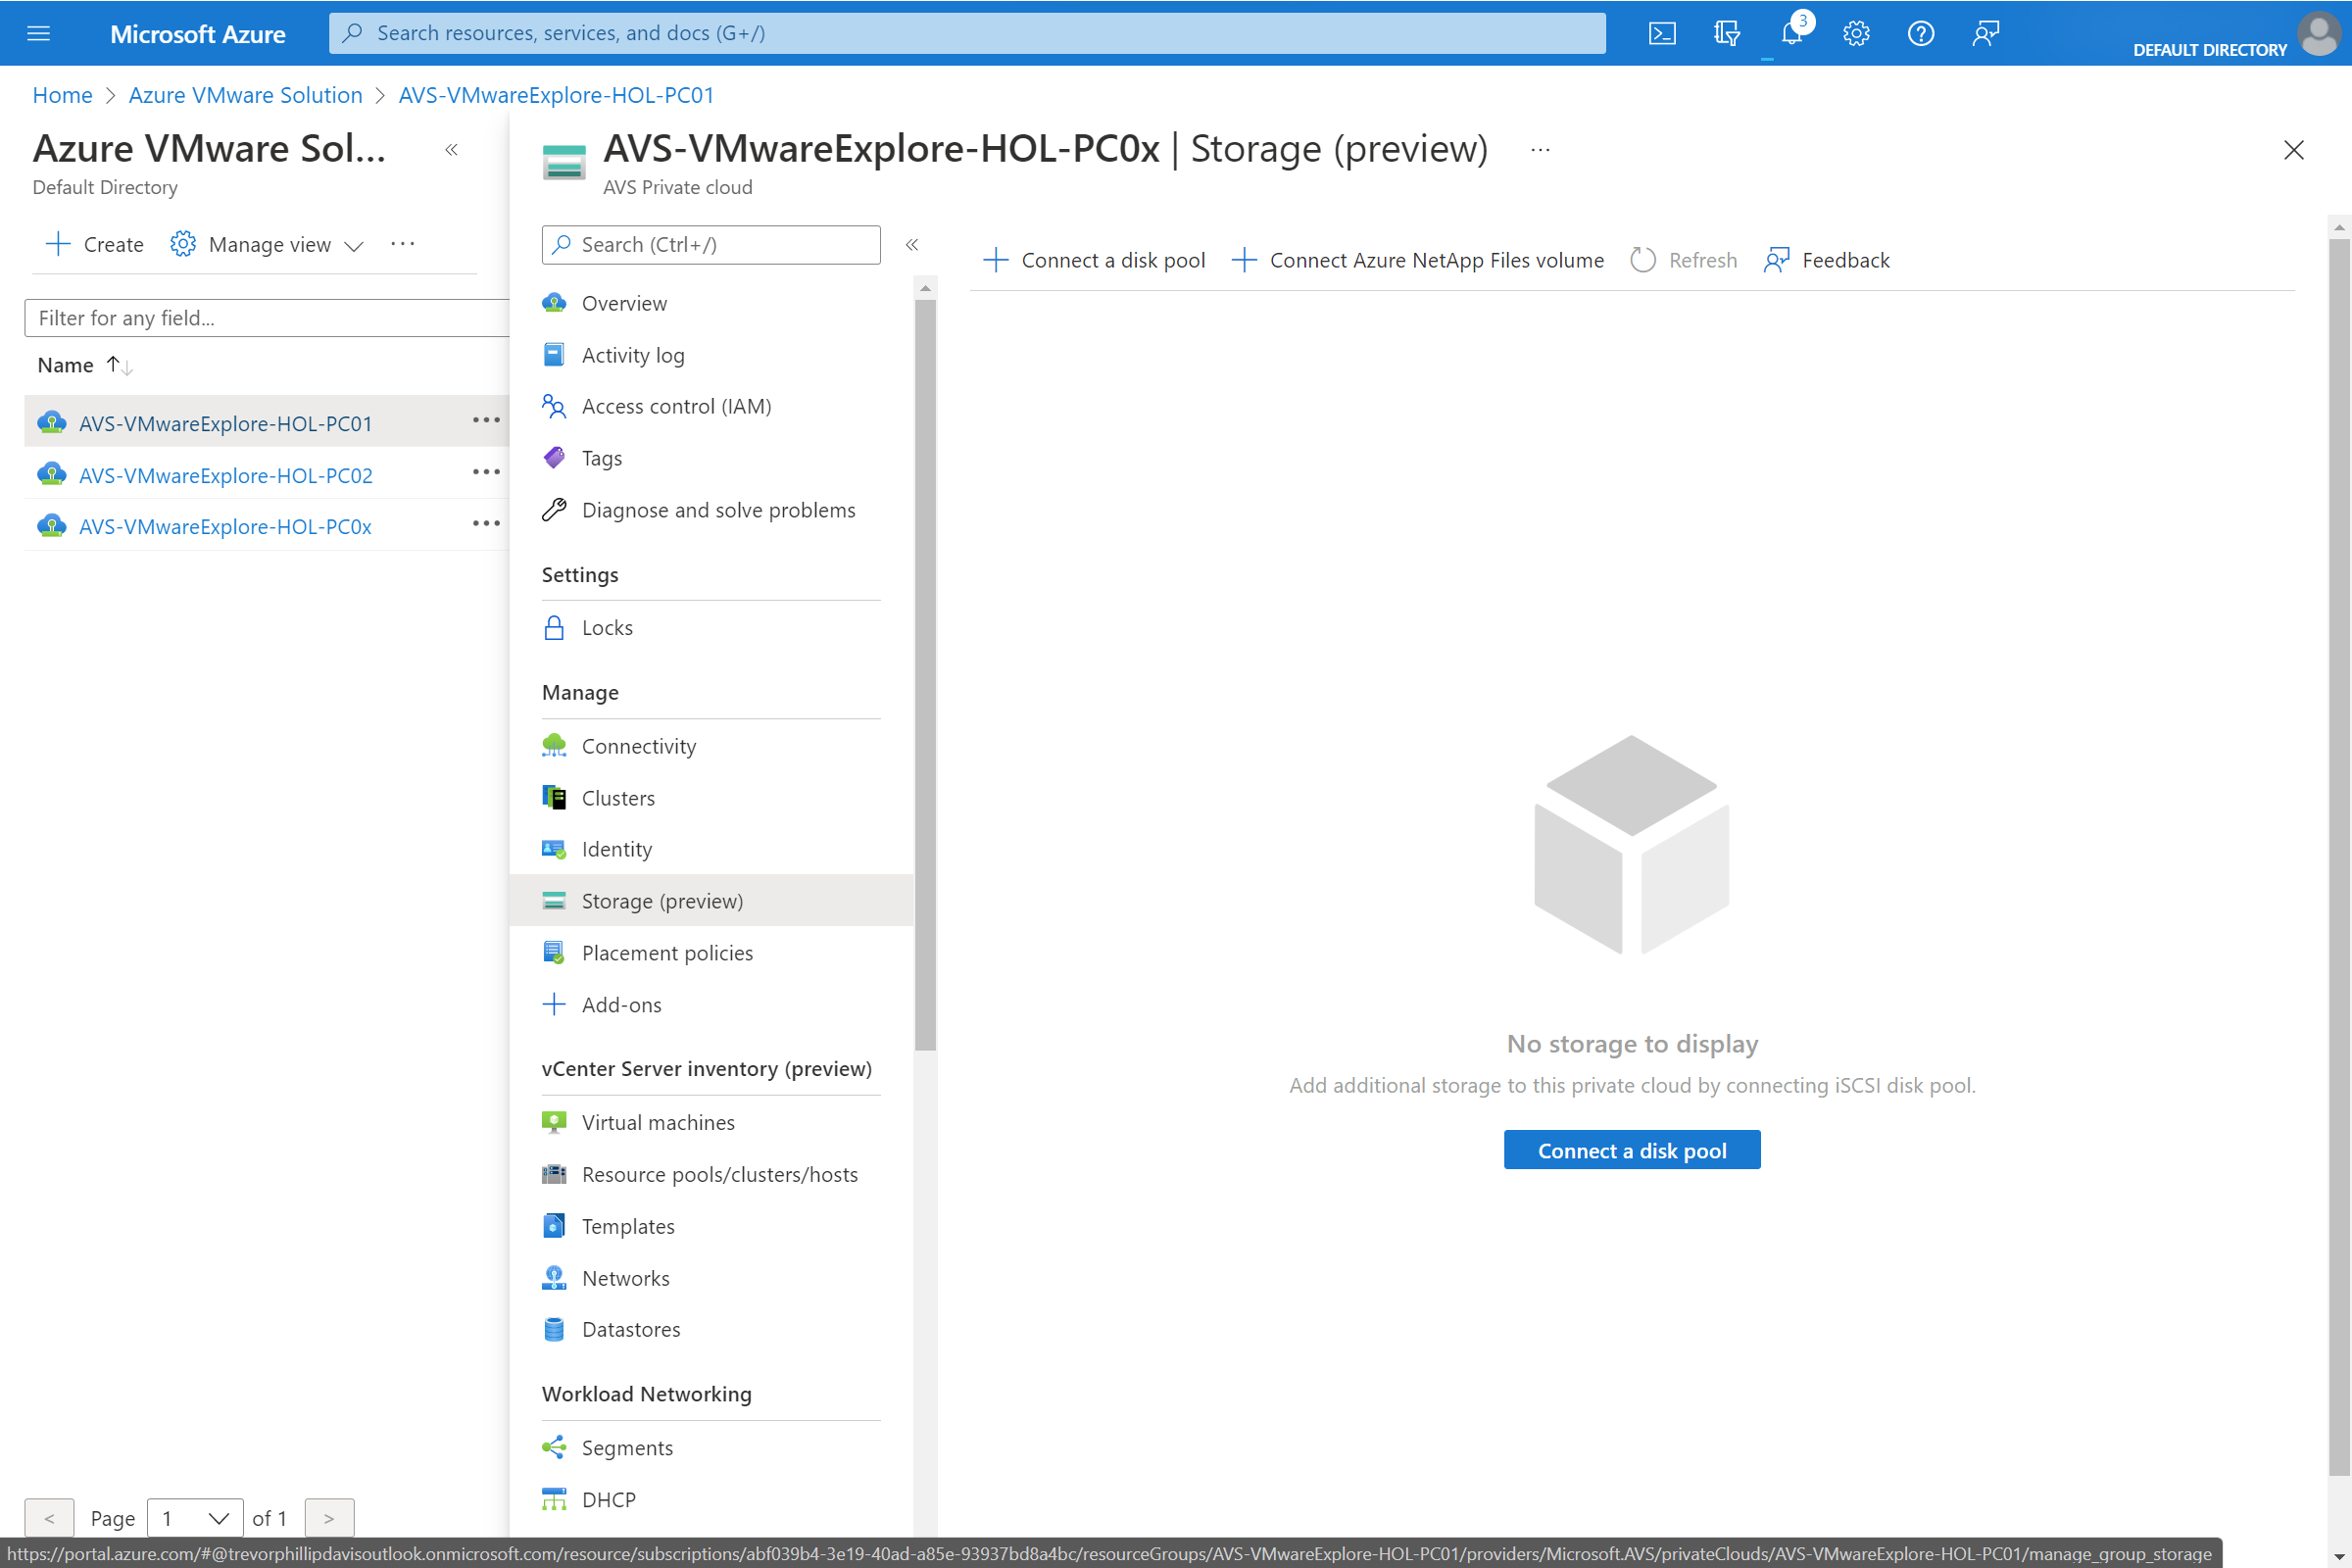 Microsoft Azure
Search resources, services, and docs (G+/)
3
DEFAULT DIRECTORY
Home > Azure VMware Solution > AVS-VMwareExplore-HOL-PC01
Azure VMware Sol...
Default Directory
Create
Manage view
Filter for any field...
Name
AVS-VMwareExplore-HOL-PC01
AVS-VMwareExplore-HOL-PC02
AVS-VMwareExplore-HOL-PC0x
< Page 1 of 1 >
AVS-VMwareExplore-HOL-PC0x | Storage (preview)
AVS Private cloud
Search (Ctrl+/)
Overview
Activity log
Access control (IAM)
Tags
Diagnose and solve problems
Settings
Locks
Manage
Connectivity
Clusters
Identity
Storage (preview)
Placement policies
Add-ons
vCenter Server inventory (preview)
Virtual machines
Resource pools/clusters/hosts
Templates
Networks
Datastores
Workload Networking
Segments
DHCP
Connect a disk pool
Connect Azure NetApp Files volume
Refresh
Feedback
No storage to display
Add additional storage to this private cloud by connecting iSCSI disk pool.
Connect a disk pool
https://portal.azure.com/#@trevorphillipdavisoutlook.onmicrosoft.com/resource/subscriptions/abf039b4-3e19-40ad-a85e-93937bd8a4bc/resourceGroups/AVS-VMwareExplore-HOL-PC01/providers/Microsoft.AVS/privateClouds/AVS-VMwareExplore-HOL-PC01/manage_group_storage